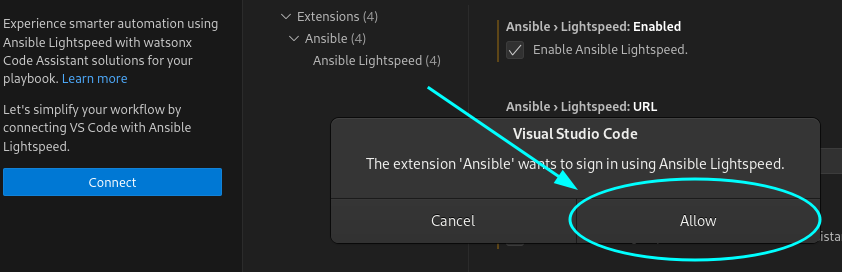 Experience smarter automation using
Ansible Lightspeed with watsonx
Code Assistant solutions for your
playbook. Learn more
Let's simplify your workflow by
connecting VS Code with Ansible
Lightspeed.
Connect
Extensions (4)
Ansible (4)
Ansible Lightspeed (4)
Ansible › Lightspeed: Enabled
Enable Ansible Lightspeed.
Ansible › Lightspeed: URL
Visual Studio Code
The extension 'Ansible' wants to sign in using Ansible Lightspeed.
Cancel
Allow